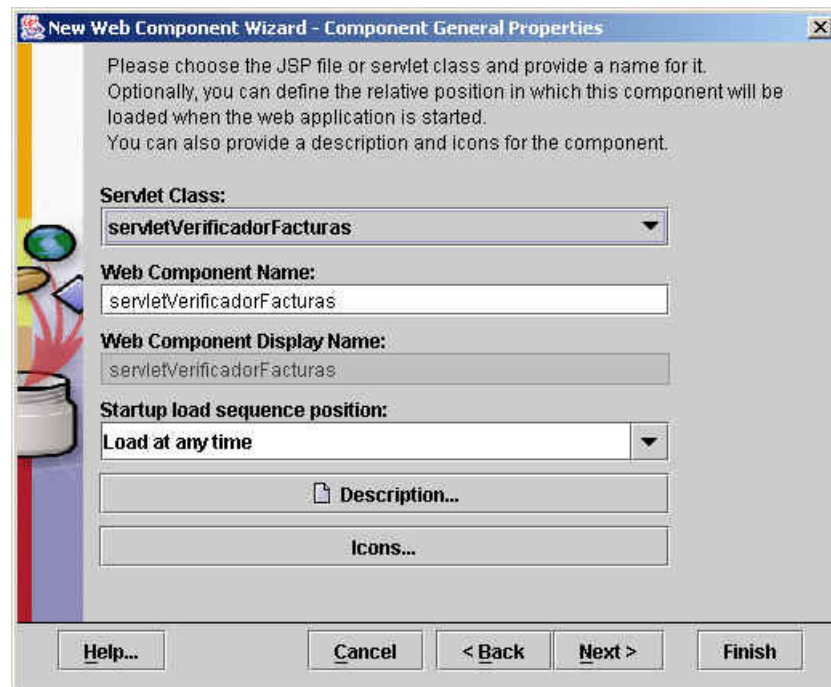 New Web Component Wizard - Component General Properties
Please choose the JSP file or servlet class and provide a name for it.
Optionally, you can define the relative position in which this component will be
loaded when the web application is started.
You can also provide a description and icons for the component.
Servlet Class:
servletVerificadorFacturas
Web Component Name:
servletVerificadorFacturas
Web Component Display Name:
servletVerificadorFacturas
Startup load sequence position:
Load at any time
Description...
Icons...
Help... Cancel < Back Next > Finish